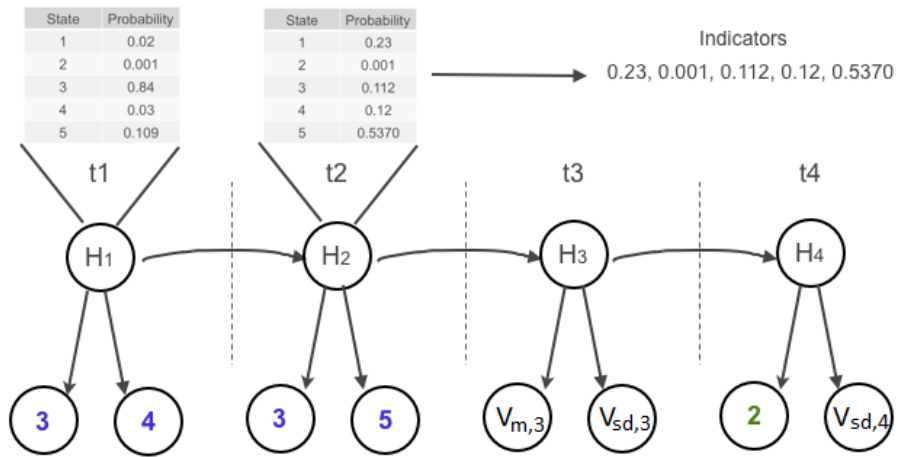 State Probability
1 0.02
2 0.001
3 0.84
4 0.03
5 0.109
State Probability
1 0.23
2 0.001
3 0.112
4 0.12
5 0.5370
Indicators
0.23, 0.001, 0.112, 0.12, 0.5370
t1 t2 t3 t4
H1 H2 H3 H4
3 4 3 5 Vm,3 Vsd,3 2 Vsd,4